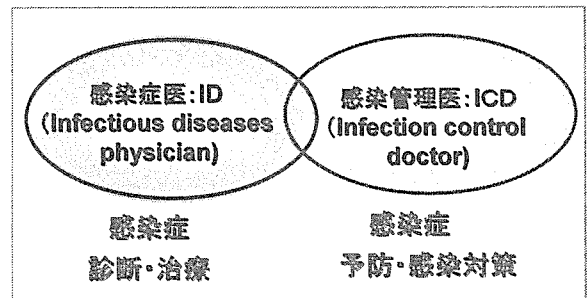 感染症医:ID
(Infectious diseases
physician)
感染管理医:ICD
(Infection control
doctor)
感染症
診断・治療
感染症
予防・感染対策